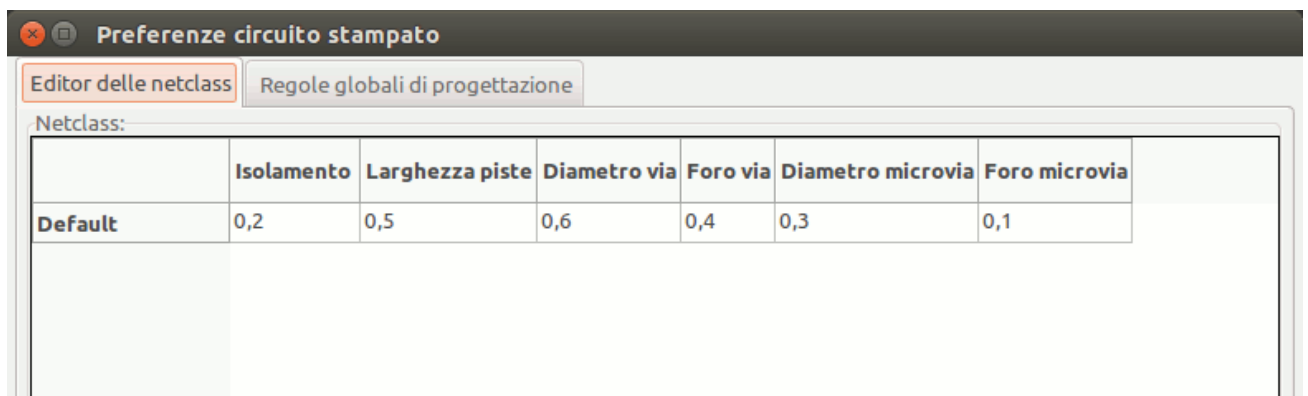 Preferenze circuito stampato
Editor delle netclass Regole globali di progettazione
Netclass:
Isolamento Larghezza piste Diametro via Foro via Diametro microvia Foro microvia
Default 0,2 0,5 0,6 0,4 0,3 0,1